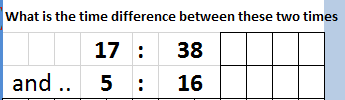 What is the time difference between these two times
17 : 38
and .. 5 : 16